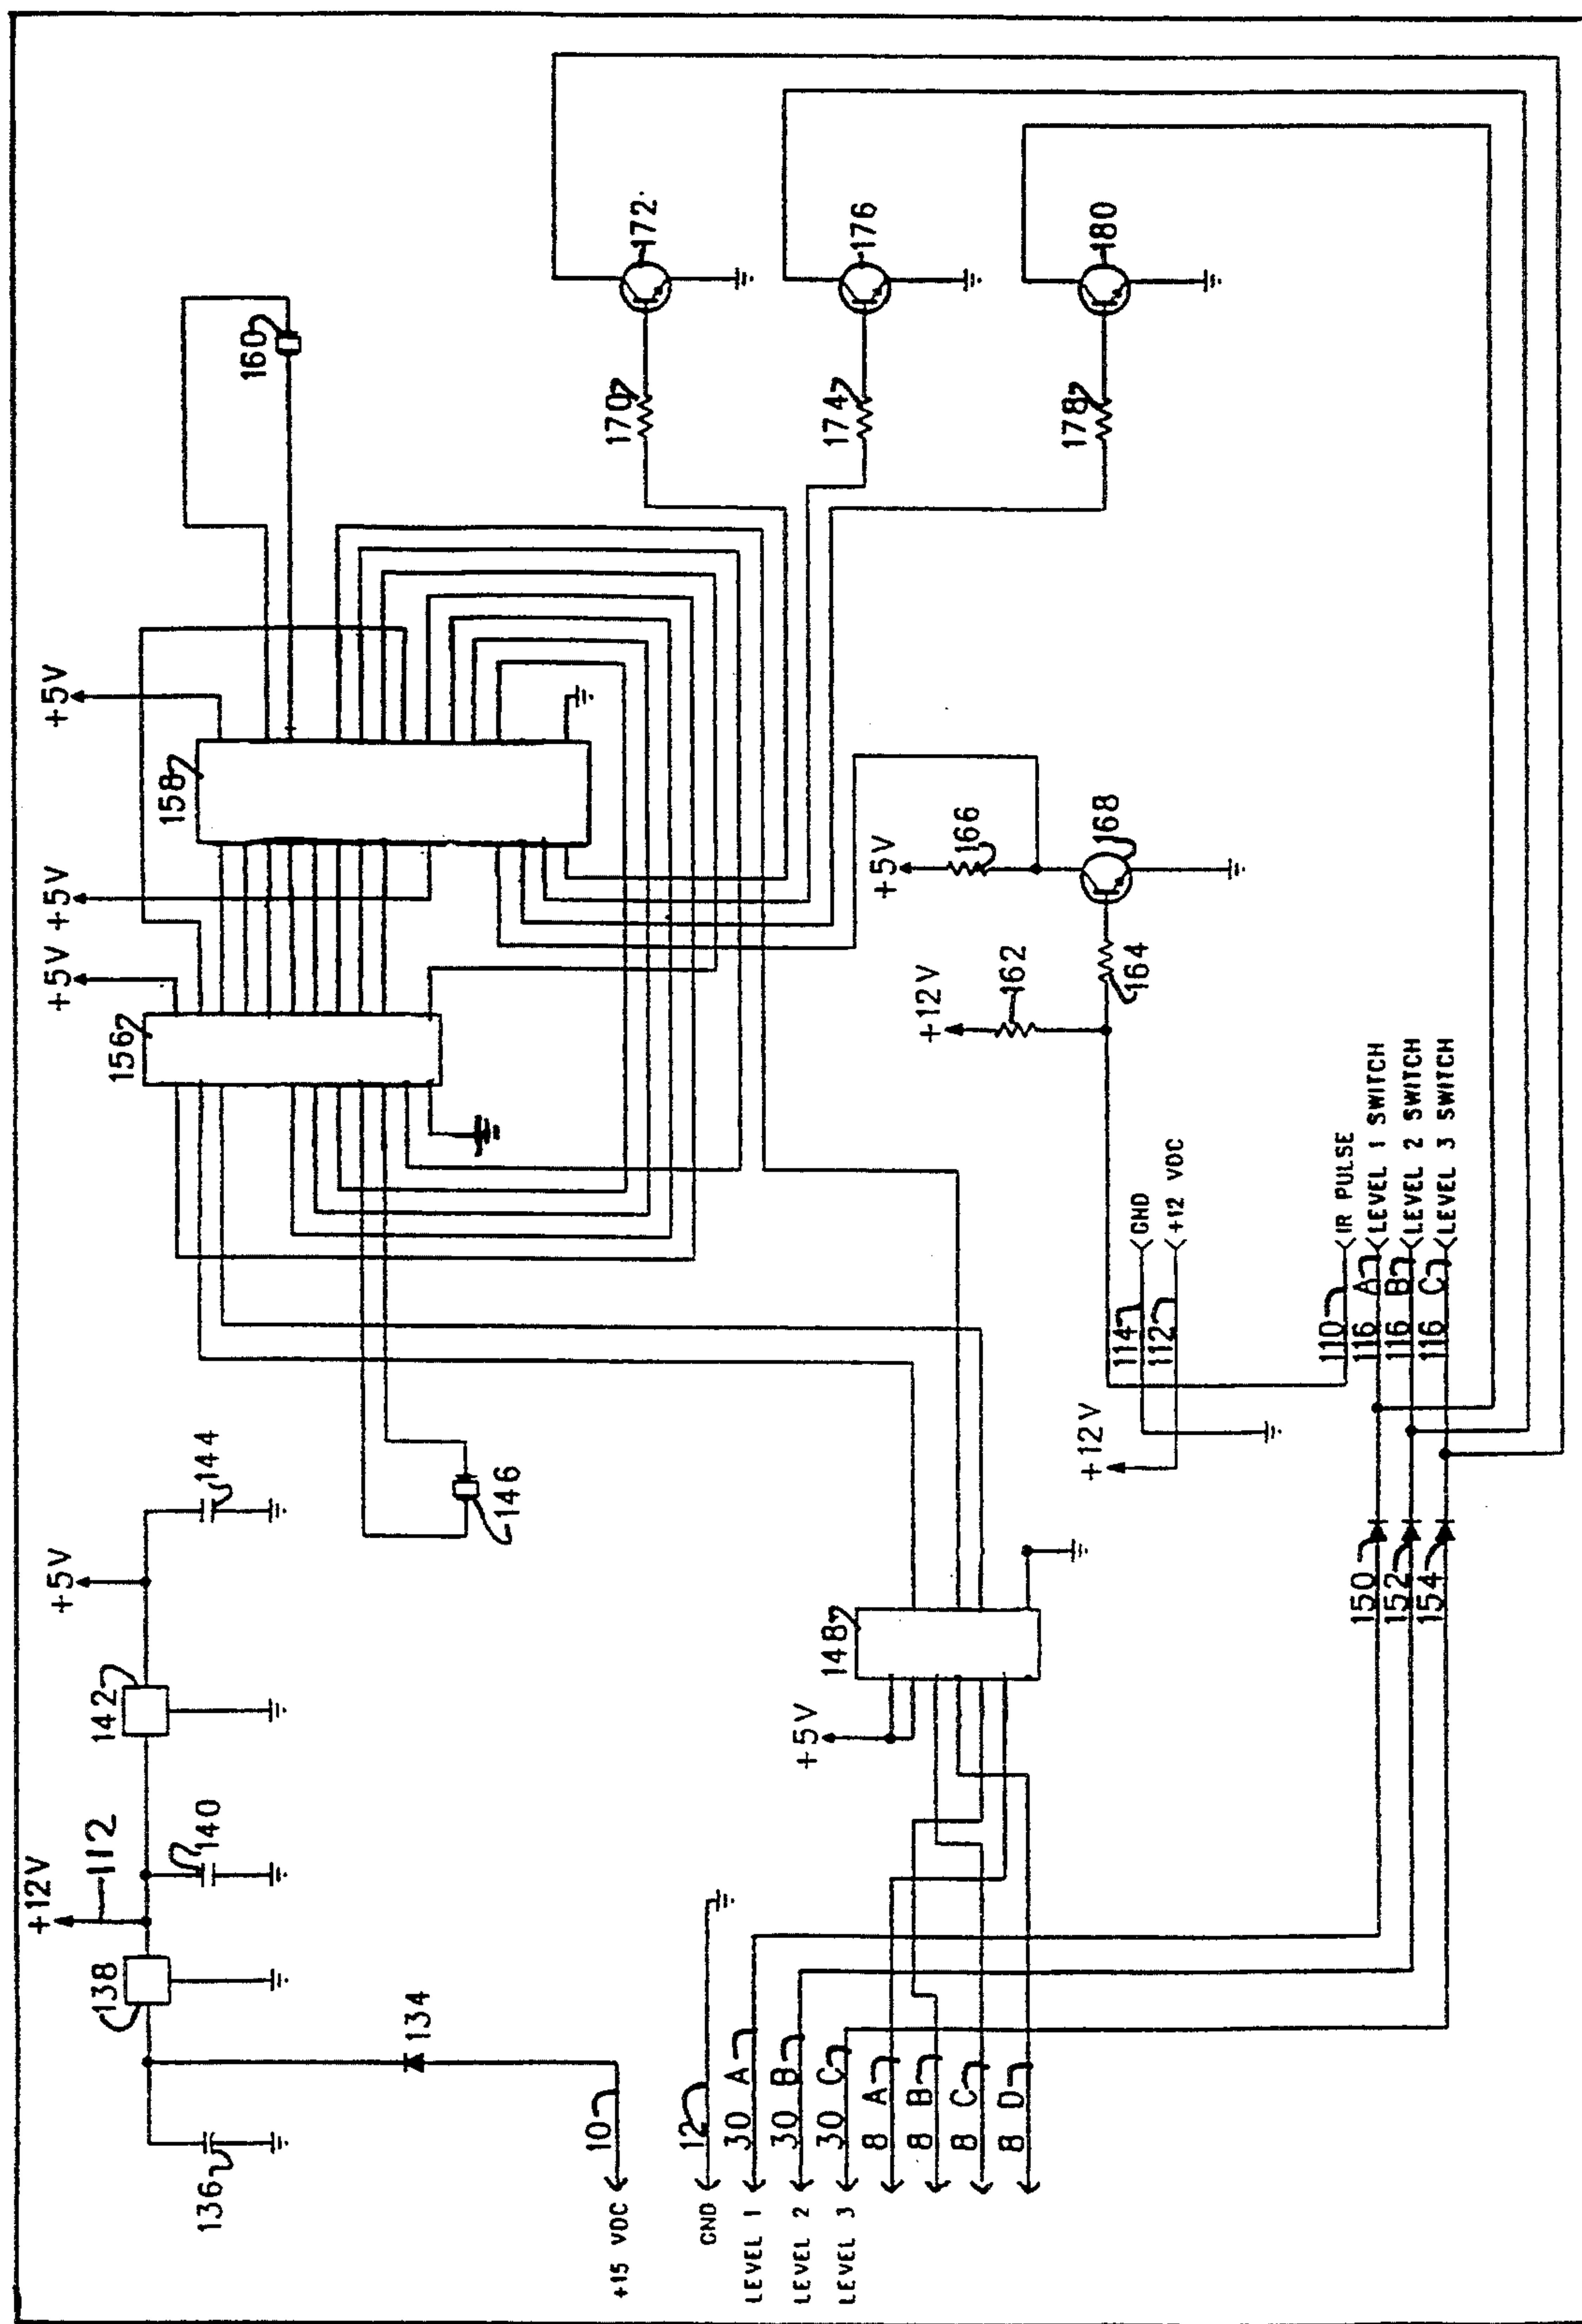 +12V
112
138
140
142
+5V
144
136
134
10
+15 VDC
146
156
+5V
+5V
158
+5V
160
170
172
174
176
178
180
12
GND
30 A
LEVEL 1
30 B
LEVEL 2
30 C
LEVEL 3
8 A
8 B
8 C
8 D
+5V
148
+12V
162
164
+5V
166
168
+12V
114
GND
112
+12 VDC
110
IR PULSE
116 A
LEVEL 1 SWITCH
116 B
LEVEL 2 SWITCH
116 C
LEVEL 3 SWITCH
150
152
154